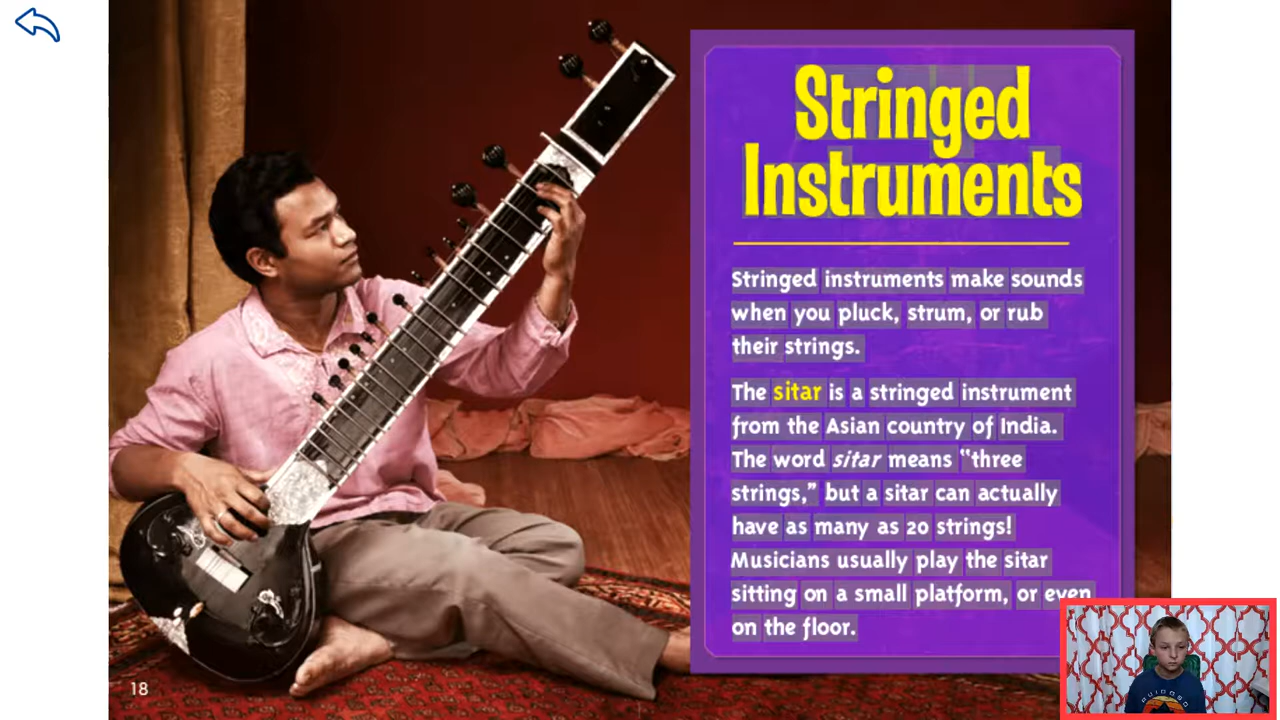 Stringed
Instruments
Stringed instruments make sounds
when you pluck, strum, or rub
their strings.
The sitar is a stringed instrument
from the Asian country of India.
The word sitar means “three
strings,” but a sitar can actually
have as many as 20 strings!
Musicians usually play the sitar
sitting on a small platform, or even
on the floor.
18